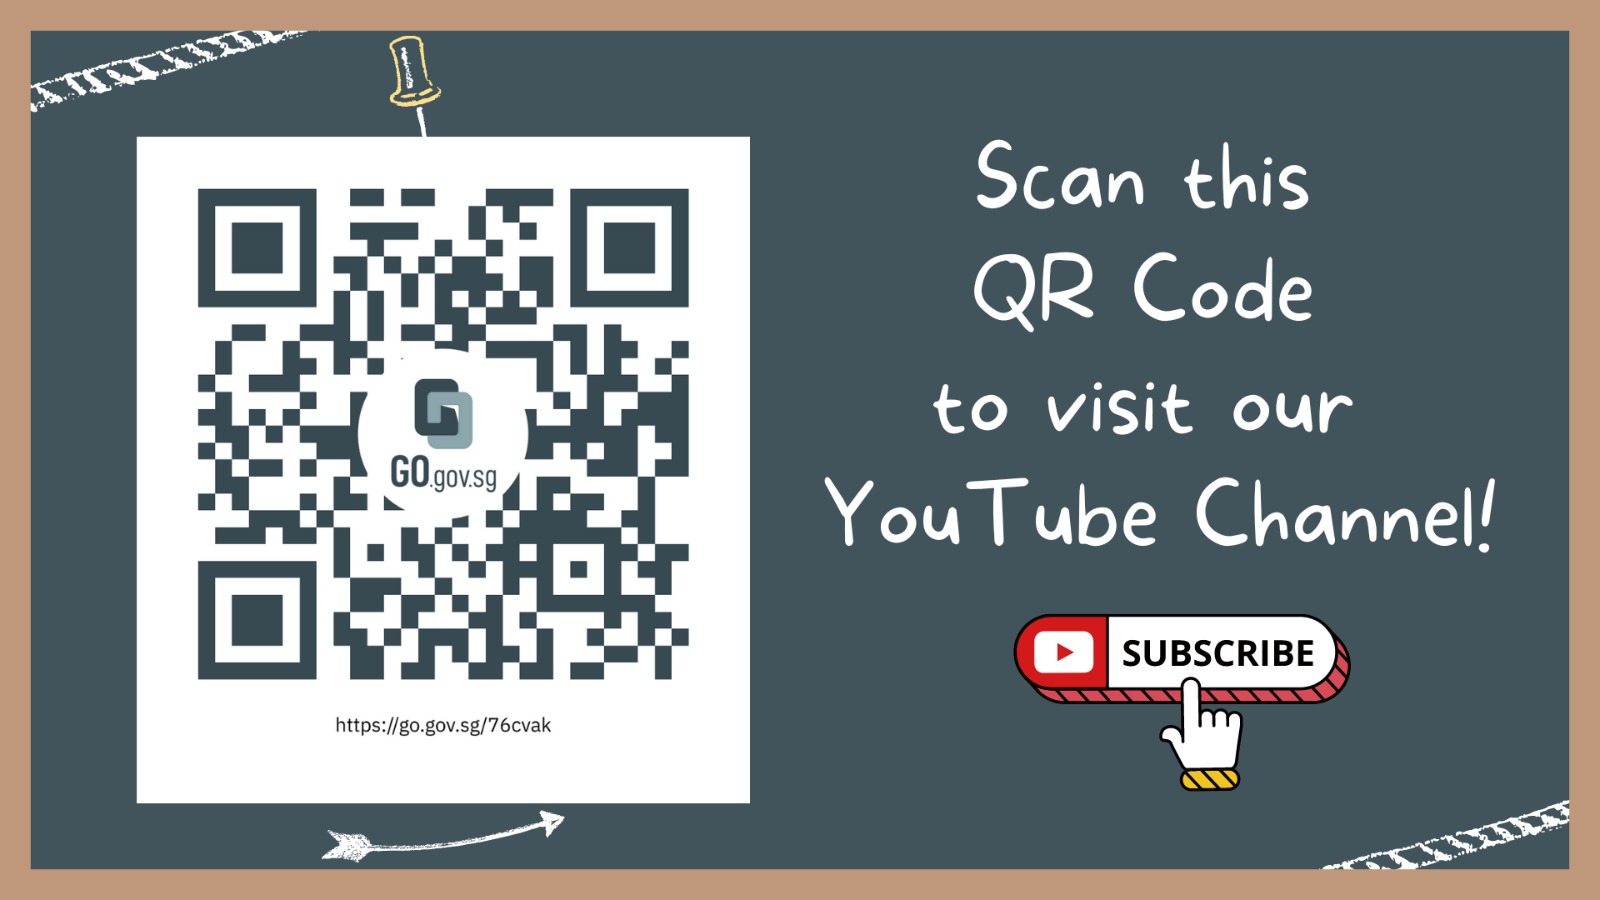 Scan this
QR Code
to visit our
YouTube Channel!
SUBSCRIBE
GO.gov.sg
https://go.gov.sg/76cvak